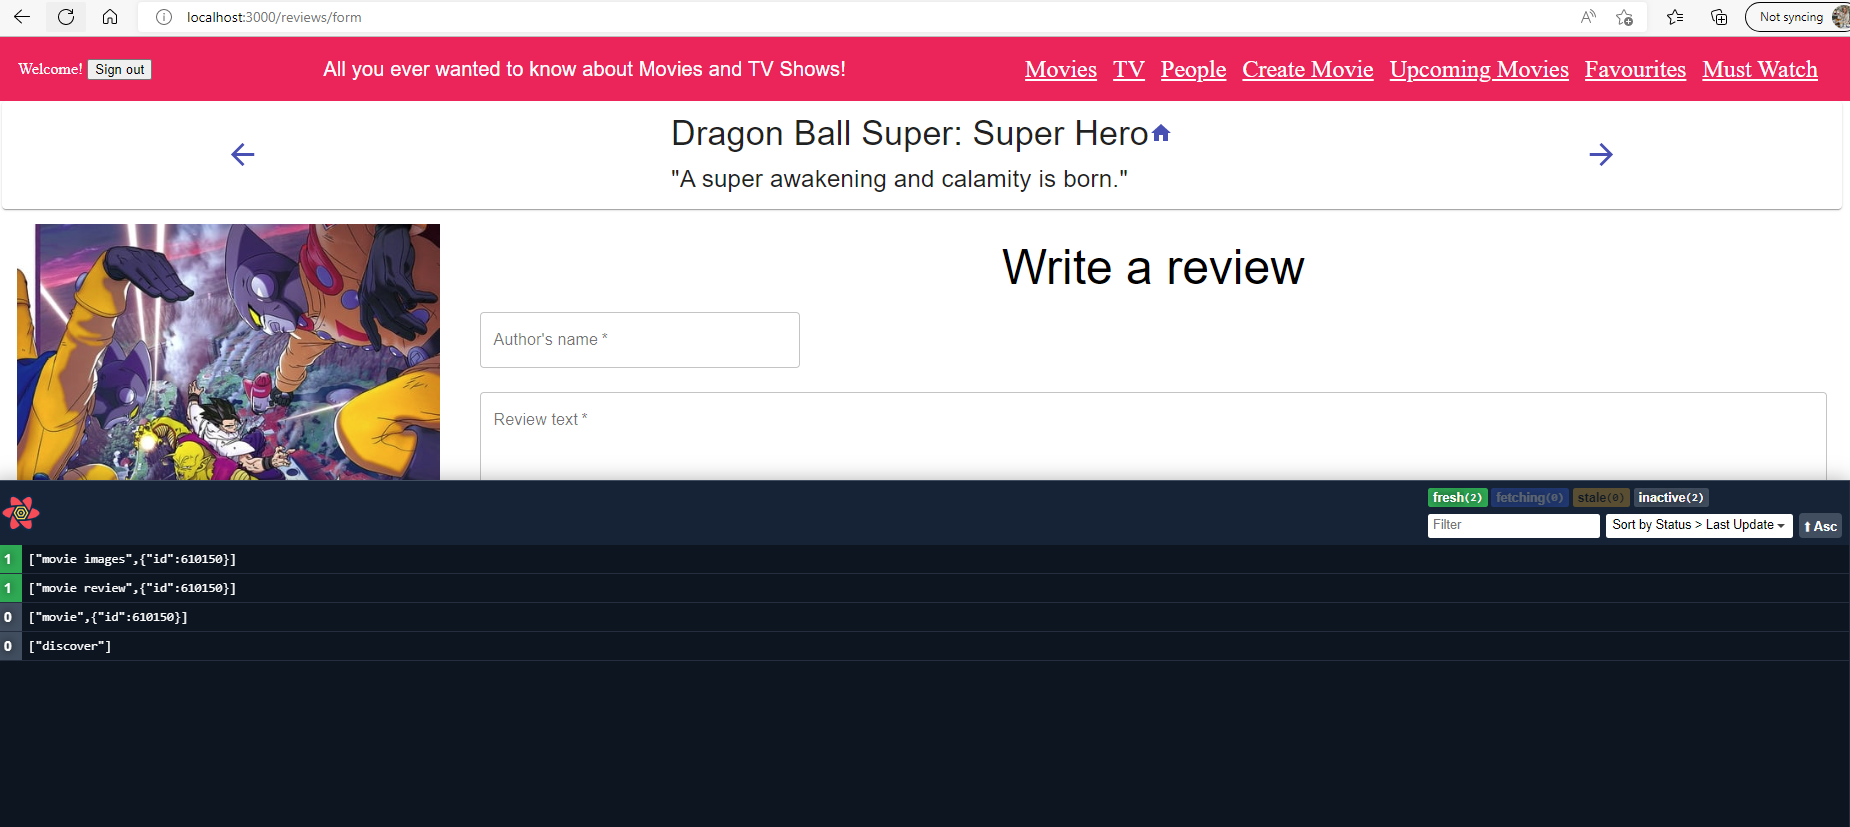 localhost:3000/reviews/form
Not syncing
Welcome! Sign out
All you ever wanted to know about Movies and TV Shows!
Movies TV People Create Movie Upcoming Movies Favourites Must Watch
Dragon Ball Super: Super Hero
"A super awakening and calamity is born."
Write a review
Author's name *
Review text *
fresh(2) fetching(0) stale(0) inactive(2)
Filter
Sort by Status > Last Update
⬆ Asc
1 ["movie images",{"id":610150}]
1 ["movie review",{"id":610150}]
0 ["movie",{"id":610150}]
0 ["discover"]